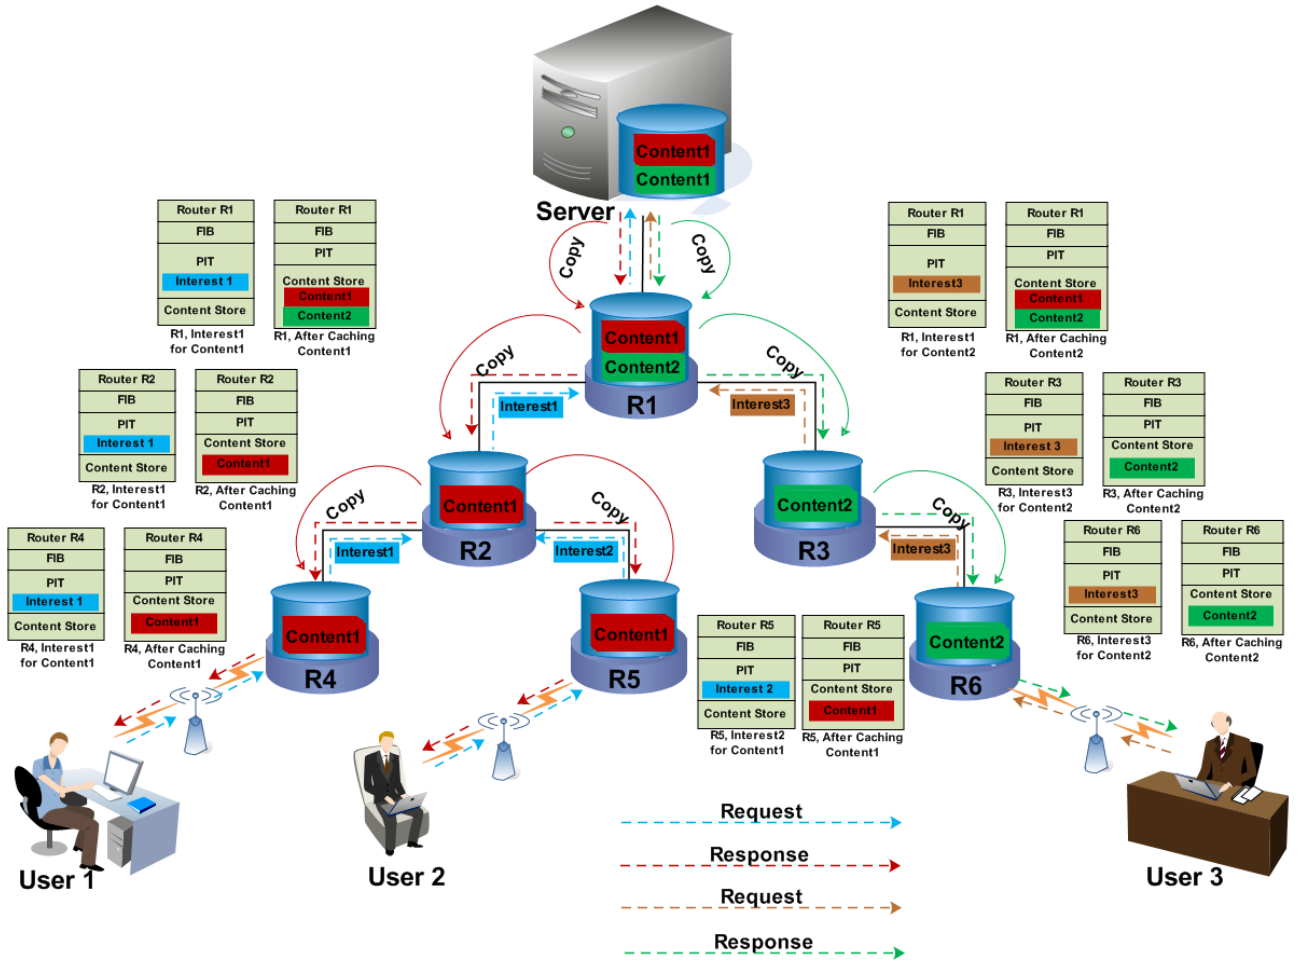 Content1
Content1
Server
Copy
Copy
Router R1
FIB
PIT
Interest 1
Content Store
R1, Interest1
for Content1
Router R1
FIB
PIT
Content Store
Content1
Content2
R1, After Caching
Content1
Router R1
FIB
PIT
Interest3
Content Store
R1, Interest1
for Content2
Router R1
FIB
PIT
Content Store
Content1
Content2
R1, After Caching
Content2
Content1
Content2
R1
Copy
Copy
Interest1
Interest3
Router R2
FIB
PIT
Interest 1
Content Store
R2, Interest1
for Content1
Router R2
FIB
PIT
Content Store
Content1
R2, After Caching
Content1
Router R3
FIB
PIT
Interest 3
Content Store
R3, Interest3
for Content2
Router R3
FIB
PIT
Content Store
Content2
R3, After Caching
Content2
Content1
R2
Content2
R3
Copy
Copy
Copy
Interest1
Interest2
Interest3
Router R4
FIB
PIT
Interest 1
Content Store
R4, Interest1
for Content1
Router R4
FIB
PIT
Content Store
Content1
R4, After Caching
Content1
Router R6
FIB
PIT
Interest3
Content Store
R6, Interest3
for Content2
Router R6
FIB
PIT
Content Store
Content2
R6, After Caching
Content2
Content1
R4
Content1
R5
Content2
R6
Router R5
FIB
PIT
Interest 2
Content Store
R5, Interest2
for Content1
Router R5
FIB
PIT
Content Store
Content1
R5, After Caching
Content1
User 1
User 2
User 3
Request
Response
Request
Response